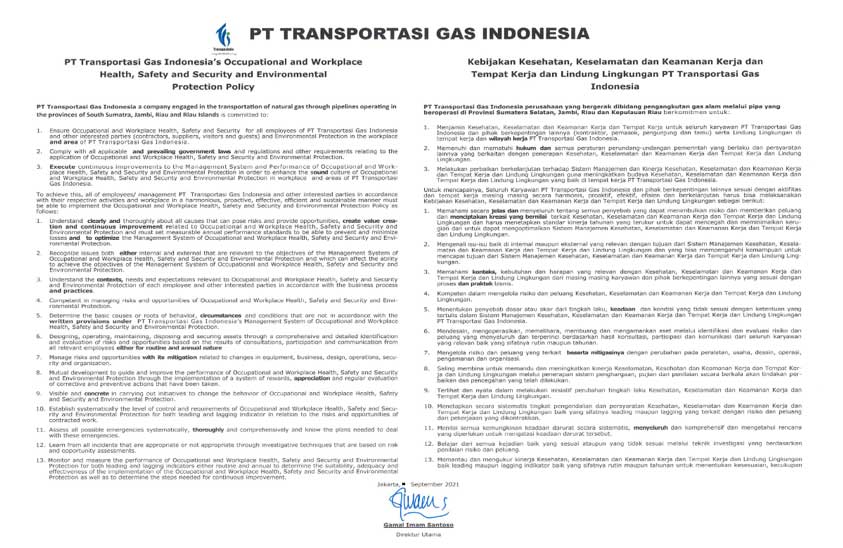 PT TRANSPORTASI GAS INDONESIA
PT Transportasi Gas Indonesia's Occupational and Workplace
Health, Safety and Security and Environmental
Protection Policy
PT Transportasi Gas Indonesia a company engaged in the transportation of natural gas through pipelines operating in
the provinces of South Sumatra, Jambi, Riau and Riau Islands is committed to:
1. Ensure Occupational and Workplace Health, Safety and Security for all employees of PT Transportasi Gas Indonesia
and other interested parties (contractors, suppliers, visitors and guests) and Environmental Protection in the workplace
and area of PT Transportasi Gas Indonesia.
2. Comply with all applicable and prevailing government laws and regulations and other requirements relating to the
application of Occupational and Workplace Health, Safety and Security and Environmental Protection.
3. Execute continuous improvements to the Management System and Performance of Occupational and Work-
place Health, Safety and Security and Environmental Protection in order to enhance the sound culture of Occupational
and Workplace Health, Safety and Security and Environmental Protection in workplace and areas of PT Transportasi
Gas Indonesia.
To achieve this, all of employees/ management PT Transportasi Gas Indonesia and other interested parties in accordance
with their respective activities and workplace in a harmonious, proactive, effective, efficient and sustainable manner must
be able to implement the Occupational and Workplace Health, Safety and Security and Environmental Protection Policy as
follows:
1. Understand clearly and thoroughly about all causes that can pose risks and provide opportunities, create value crea-
tion and continuous improvement related to Occupational and Workplace Health, Safety and Security and
Environmental Protection and must set measurable annual performance standards to be able to prevent and minimize
losses and to optimize the Management System of Occupational and Workplace Health, Safety and Security and Envi-
ronmental Protection.
2. Recognize issues both either internal and external that are relevant to the objectives of the Management System of
Occupational and Workplace Health, Safety and Security and Environmental Protection and which can affect the ability
to achieve the objectives of the Management System of Occupational and Workplace Health, Safety and Security and
Environmental Protection.
3. Understand the contexts, needs and expectations relevant to Occupational and Workplace Health, Safety and Security
and Environmental Protection of each employee and other interested parties in accordance with the business process
and practices.
4. Competent in managing risks and opportunities of Occupational and Workplace Health, Safety and Security and Envi-
ronmental Protection.
5. Determine the basic causes or roots of behavior, circumstances and conditions that are not in accordance with the
written provisions under PT Transportasi Gas Indonesia's Management System of Occupational and Workplace
Health, Safety and Security and Environmental Protection.
6. Designing, operating, maintaining, disposing and securing assets through a comprehensive and detailed identification
and evaluation of risks and opportunities based on the results of consultations, participation and communication from
all relevant employees either for routine and annual nature
7. Manage risks and opportunities with its mitigation related to changes in equipment, business, design, operations, secu-
rity and organization.
8. Mutual development to guide and improve the performance of Occupational and Workplace Health, Safety and Security
and Environmental Protection through the implementation of a system of rewards, appreciation and regular evaluation
of corrective and preventive actions that have been taken.
9. Visible and concrete in carrying out initiatives to change the behavior of Occupational and Workplace Health, Safety
and Security and Environmental Protection.
10. Establish systematically the level of control and requirements of Occupational and Workplace Health, Safety and Secu-
rity and Environmental Protection for both leading and lagging indicator in relation to the risks and opportunities of
contracted work.
11. Assess all possible emergencies systematically, thoroughly and comprehensively and know the plans needed to deal
with these emergencies.
12. Learn from all incidents that are appropriate or not appropriate through investigative techniques that are based on risk
and opportunity assessments.
13. Monitor and measure the performance of Occupational and Workplace Health, Safety and Security and Environmental
Protection for both leading and lagging indicators either routine and annual to determine the suitability, adequacy and
effectiveness of the implementation of the Occupational and Workplace Health, Safety and Security and Environmental
Protection as well as to determine the steps needed for continuous improvement.
Kebijakan Kesehatan, Keselamatan dan Keamanan Kerja dan
Tempat Kerja dan Lindung Lingkungan PT Transportasi Gas
Indonesia
PT Transportasi Gas Indonesia perusahaan yang bergerak dibidang pengangkutan gas alam melalui pipa yang
beroperasi di Provinsi Sumatera Selatan, Jambi, Riau dan Kepulauan Riau berkomitmen untuk:
1. Menjamin Kesehatan, Keselamatan dan Keamanan Kerja dan Tempat Kerja untuk seluruh karyawan PT Transportasi Gas
Indonesia dan pihak berkepentingan lainnya (kontraktor, pemasok, pengunjung dan tamu) serta Lindung Lingkungan di
tempat kerja dan wilayah kerja PT Transportasi Gas Indonesia.
2. Mematuhi dan mematuhi hukum dan semua peraturan perundang-undangan pemerintah yang berlaku dan persyaratan
lainnya yang berkaitan dengan penerapan Kesehatan, Keselamatan dan Keamanan Kerja dan Tempat Kerja dan Lindung
Lingkungan.
3. Melakukan perbaikan berkelanjutan terhadap Sistem Manajemen dan Kinerja Kesehatan, Keselamatan dan Keamanan Kerja
dan Tempat Kerja dan Lindung Lingkungan guna meningkatkan budaya Kesehatan, Keselamatan dan Keamanan Kerja dan
Tempat Kerja dan Lindung Lingkungan yang baik di tempat kerja PT Transportasi Gas Indonesia.
Untuk mencapainya, Seluruh Karyawan PT Transportasi Gas Indonesia dan pihak berkepentingan lainnya sesuai dengan aktifitas
dan tempat kerja masing masing secara harmonis, proaktif, efektif, efisien dan berkelanjutan harus bisa melaksanakan
Kebijakan Kesehatan, Keselamatan dan Keamanan Kerja dan Tempat Kerja dan Lindung Lingkungan sebagai berikut:
1. Memahami secara jelas dan menyeluruh tentang semua penyebab yang dapat menimbulkan risiko dan memberikan peluang
dan menciptakan kreasi yang bernilai terkait Kesehatan, Keselamatan dan Keamanan Kerja dan Tempat Kerja dan Lindung
Lingkungan dan harus menetapkan standar kinerja tahunan yang terukur untuk dapat mencegah dan meminimalkan keru-
gian dan untuk dapat mengoptimalkan Sistem Manajemen Kesehatan, Keselamatan dan Keamanan Kerja dan Tempat Kerja
dan Lindung Lingkungan.
2. Mengenali isu-isu baik di internal maupun eksternal yang relevan dengan tujuan dari Sistem Manajemen Kesehatan, Kesela-
matan dan Keamanan Kerja dan Tempat Kerja dan Lindung Lingkungan dan yang bisa mempengaruhi kemampuan untuk
mencapai tujuan dari Sistem Manajemen Kesehatan, Keselamatan dan Keamanan Kerja dan Tempat Kerja dan Lindung Ling-
kungan.
3. Memahami konteks, kebutuhan dan harapan yang relevan dengan Kesehatan, Keselamatan dan Keamanan Kerja dan
Tempat Kerja dan Lindung Lingkungan dari masing masing karyawan dan pihak berkepentingan lainnya yang sesuai dengan
proses dan praktek bisnis.
4. Kompeten dalam mengelola risiko dan peluang Kesehatan, Keselamatan dan Keamanan Kerja dan Tempat Kerja dan Lindung
Lingkungan.
5. Menentukan penyebab dasar atau akar dari tingkah laku, keadaan dan kondisi yang tidak sesuai dengan ketentuan yang
tertulis dalam Sistem Manajemen Kesehatan, Keselamatan dan Keamanan Kerja dan Tempat Kerja dan Lindung Lingkungan
PT Transportasi Gas Indonesia.
6. Mendesain, mengoperasikan, memelihara, membuang dan mengamankan aset melalui identifikasi dan evaluasi risiko dan
peluang yang menyeluruh dan terperinci berdasarkan hasil konsultasi, partisipasi dan komunikasi dari seluruh karyawan
yang relevan baik yang sifatnya rutin maupun tahunan.
7. Mengelola risiko dan peluang yang terkait beserta mitigasinya dengan perubahan pada peralatan, usaha, desain, operasi,
pengamanan dan organisasi.
8. Saling membina untuk memandu dan meningkatkan kinerja Keselamatan, Kesehatan dan Keamanan Kerja dan Tempat Ker-
ja dan Lindung Lingkungan melalui penerapan sistem penghargaan, pujian dan penilaian secara berkala akan tindakan per-
baikan dan pencegahan yang telah dilakukan.
9. Terlihat dan nyata dalam melakukan inisiatif perubahan tingkah laku Kesehatan, Keselamatan dan Keamanan Kerja dan
Tempat Kerja dan Lindung Lingkungan.
10. Menetapkan secara sistematis tingkat pengendalian dan persyaratan Kesehatan, Keselamatan dan Keamanan Kerja dan
Tempat Kerja dan Lindung Lingkungan baik yang sifatnya leading maupun lagging yang terkait dengan risiko dan peluang
dari pekerjaan yang dikontrakkan.
11. Menilai semua kemungkinan keadaan darurat secara sistematis, menyeluruh dan komprehensif dan mengetahui rencana
yang diperlukan untuk mengatasi keadaan darurat tersebut.
12. Belajar dari semua kejadian baik yang sesuai ataupun yang tidak sesuai melalui teknik investigasi yang berdasarkan
penilaian risiko dan peluang.
13. Memantau dan mengukur kinerja Kesehatan, Keselamatan dan Keamanan Kerja dan Tempat Kerja dan Lindung Lingkungan
baik leading maupun lagging indikator baik yang sifatnya rutin maupun tahunan untuk menentukan kesesuaian, kecukupan
Jakarta, September 2021
Gamal Imam Santoso
Direktur Utama